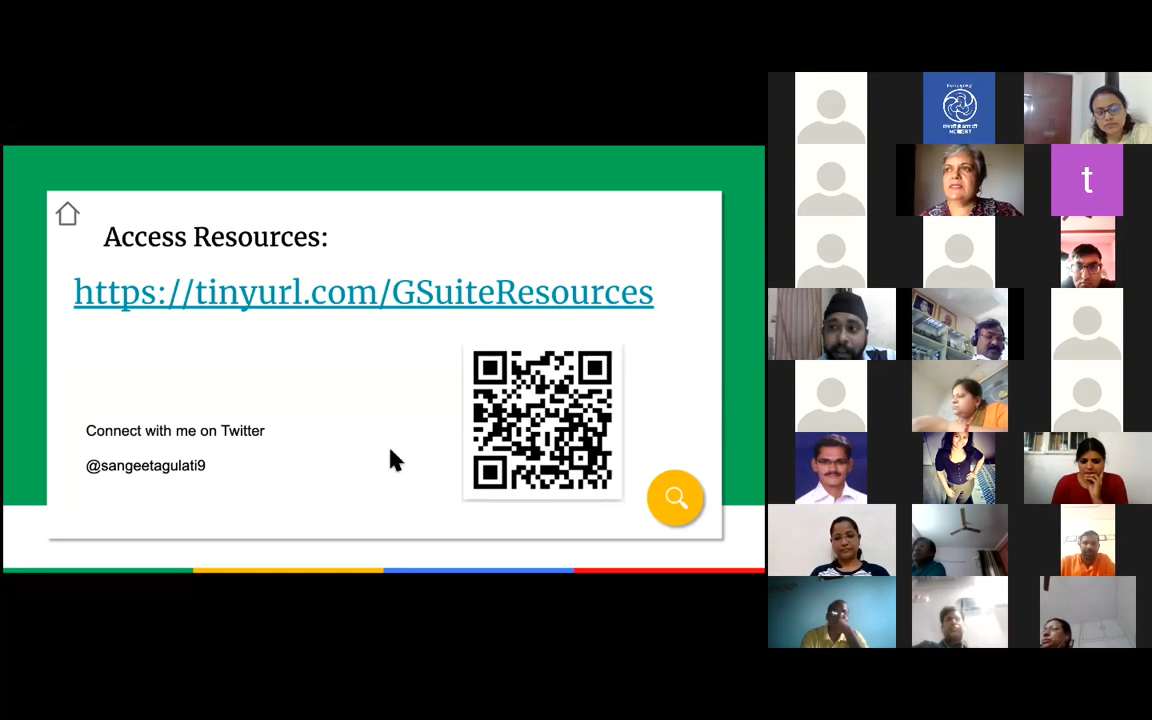 Access Resources:
https://tinyurl.com/GSuiteResources
Connect with me on Twitter
@sangeetagulati9
t